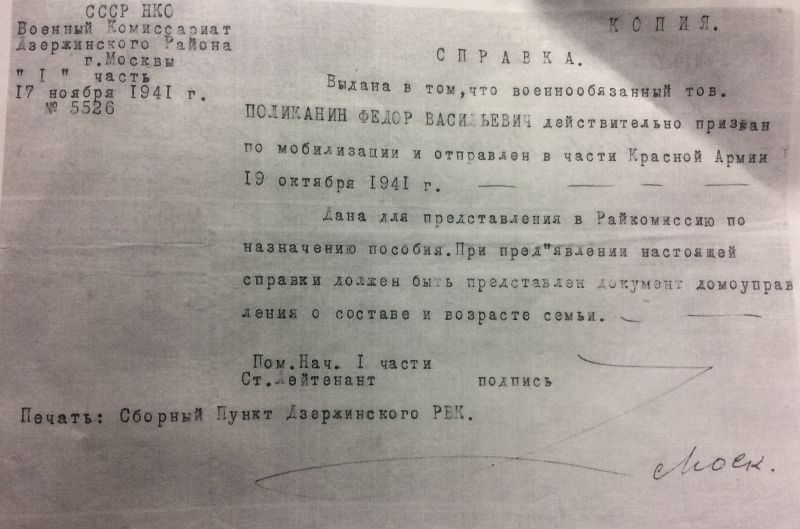 СССР НКО
Военный Комиссариат
Дзержинского Района
г.Москвы
"I" часть
17 ноября 1941 г.
№ 5526
КОПИЯ.
СПРАВКА.
Выдана в том,что военнообязанный тов.
ПОЛИКАНИН ФЕДОР ВАСИЛЬЕВИЧ действительно призван
по мобилизации и отправлен в части Красной Армии
19 октября 1941 г. — — — —
Дана для представления в Райкомиссию по
назначению пособия.При пред"явлении настоящей
справки должен быть представлен документ домоуправ
ления о составе и возрасте семьи. — —
Пом.Нач. I части
Ст.Лейтенант подпись
Печать: Сборный Пункт Дзержинского РВК.